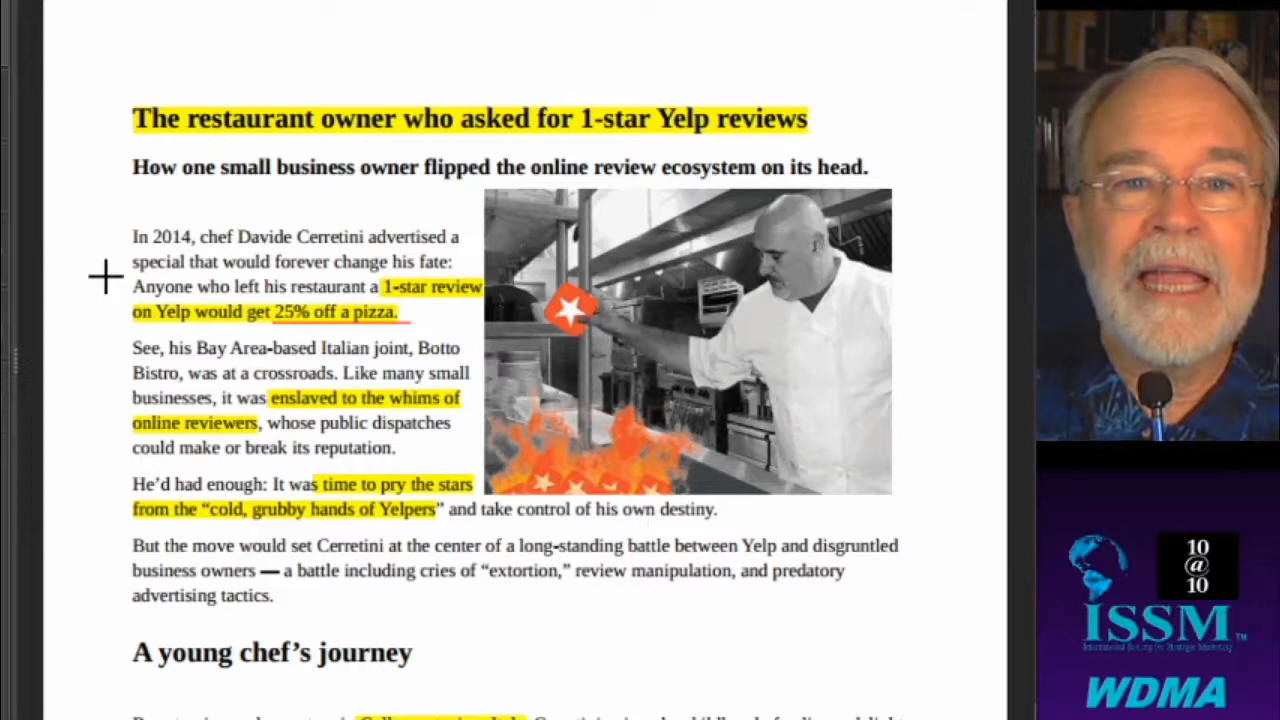 The restaurant owner who asked for 1-star Yelp reviews
How one small business owner flipped the online review ecosystem on its head.
In 2014, chef Davide Cerretini advertised a
special that would forever change his fate:
Anyone who left his restaurant a 1-star review
on Yelp would get 25% off a pizza.
See, his Bay Area-based Italian joint, Botto
Bistro, was at a crossroads. Like many small
businesses, it was enslaved to the whims of
online reviewers, whose public dispatches
could make or break its reputation.
He’d had enough: It was time to pry the stars
from the “cold, grubby hands of Yelpers” and take control of his own destiny.
But the move would set Cerretini at the center of a long-standing battle between Yelp and disgruntled
business owners — a battle including cries of “extortion,” review manipulation, and predatory
advertising tactics.
A young chef’s journey
10
@
10
ISSM
TM
International Society for Strategic Marketing
WDMA